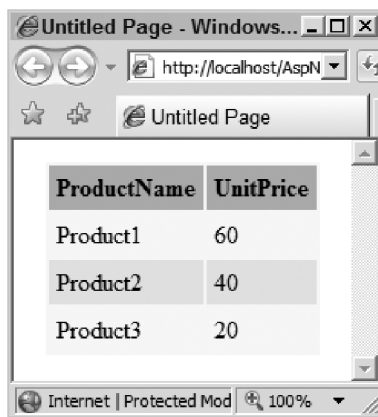 Untitled Page - Windows...
http://localhost/AspN
Untitled Page
ProductName UnitPrice
Product1 60
Product2 40
Product3 20
Internet | Protected Mod 100%